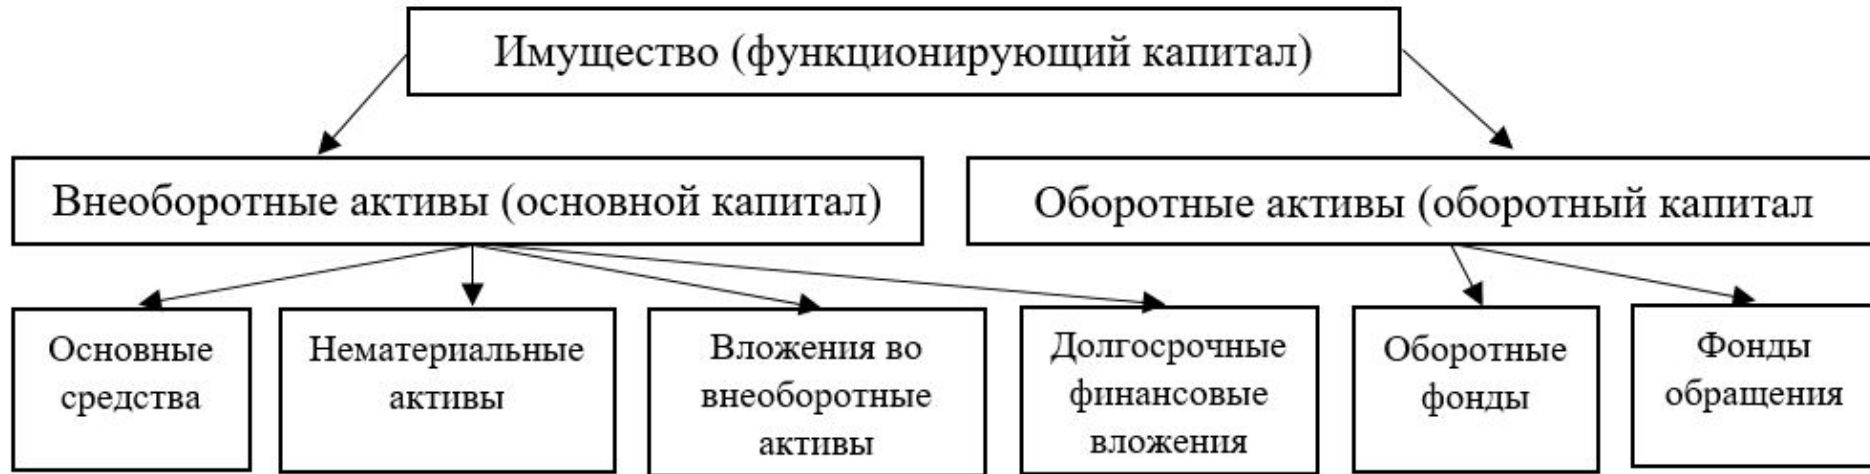 Имущество (функционирующий капитал)
Внеоборотные активы (основной капитал)
Оборотные активы (оборотный капитал
Основные
средства
Нематериальные
активы
Вложения во
внеоборотные
активы
Долгосрочные
финансовые
вложения
Оборотные
фонды
Фонды
обращения